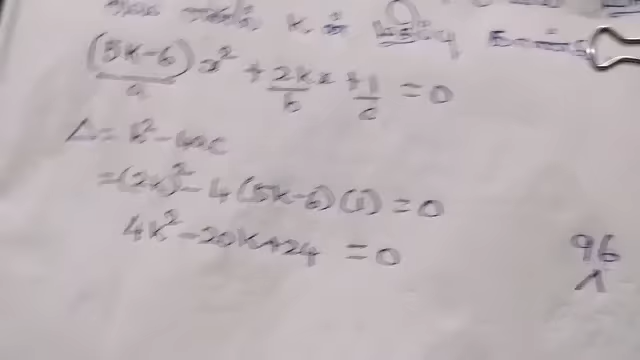 (5k-6)x² + 2kx + 1 = 0
a b c
Δ = b² - 4ac
= (2k)² - 4(5k-6)(1) = 0
4k² - 20k + 24 = 0
96